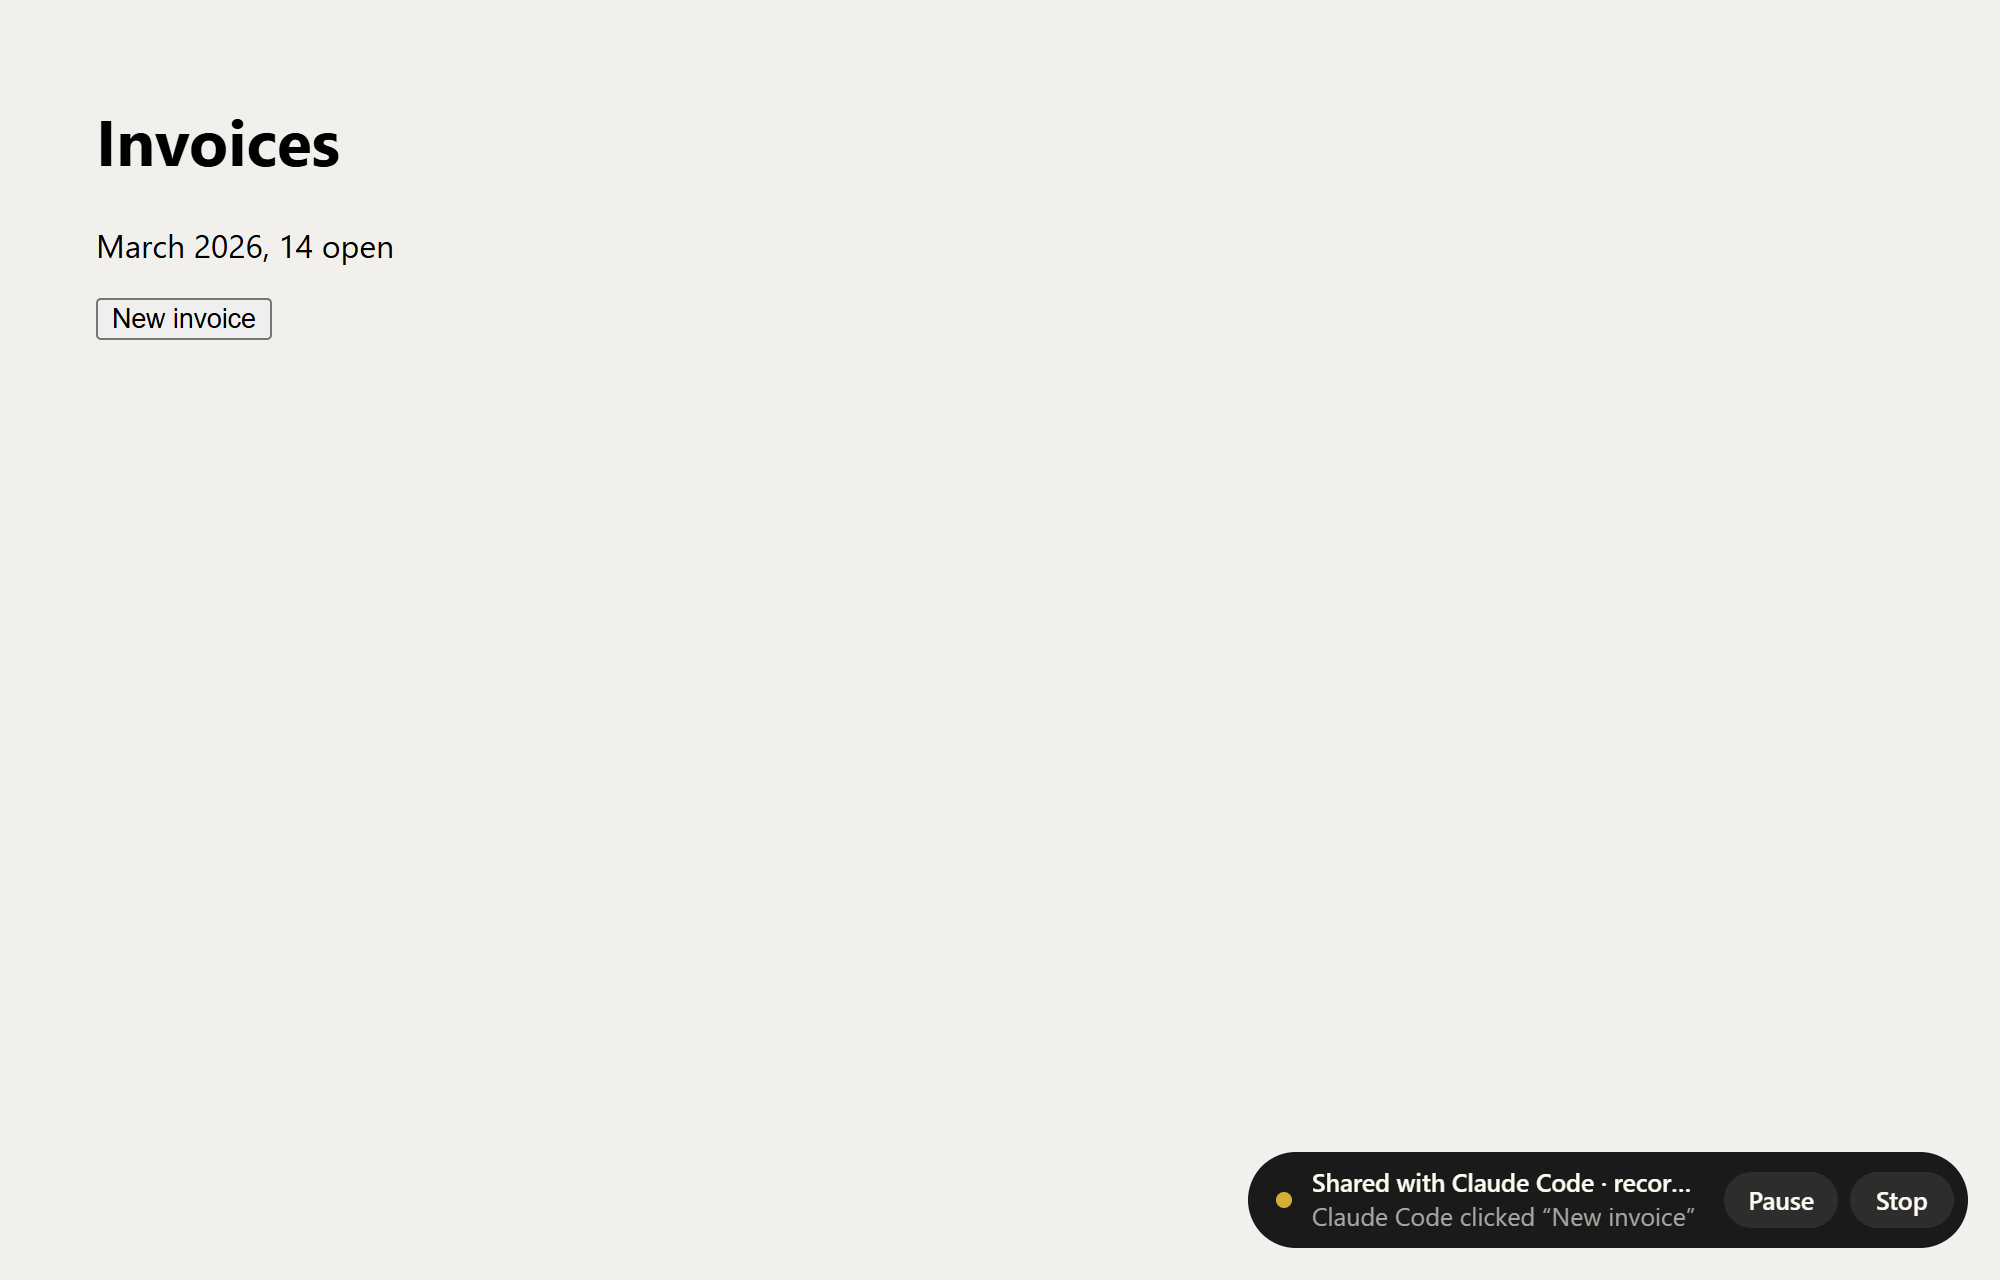 Invoices
March 2026, 14 open
New invoice
Shared with Claude Code · recor…
Claude Code clicked “New invoice”
Pause
Stop